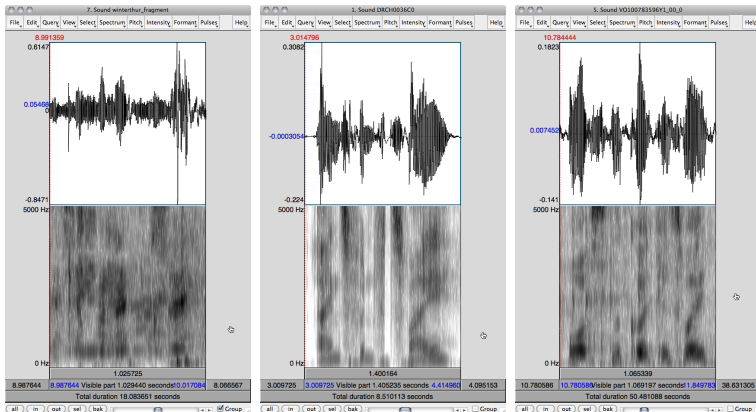 7. Sound winterthur_fragment
File Edit Query View Select Spectrum Pitch Intensity Formant Pulses Help
8.991359
0.6147
0.05468
0
-0.8471
5000 Hz
0 Hz
1.025725
8.987644 8.987644 Visible part 1.029440 seconds 10.017084 8.066567
Total duration 18.083651 seconds
all in out sel bak Group
1. Sound DRCH0036C0
File Edit Query View Select Spectrum Pitch Intensity Formant Pulses Help
3.014796
0.3082
-0.0003054
-0.224
5000 Hz
0 Hz
1.400164
3.009725 3.009725 Visible part 1.405235 seconds 4.414960 4.095153
Total duration 8.510113 seconds
all in out sel bak Group
5. Sound VO100783596Y1_00_0
File Edit Query View Select Spectrum Pitch Intensity Formant Pulses Help
10.784444
0.1823
0.007452
-0.141
5000 Hz
0 Hz
1.065339
10.780586 10.780586 Visible part 1.069197 seconds 11.849783 38.631305
Total duration 50.481088 seconds
all in out sel bak Group